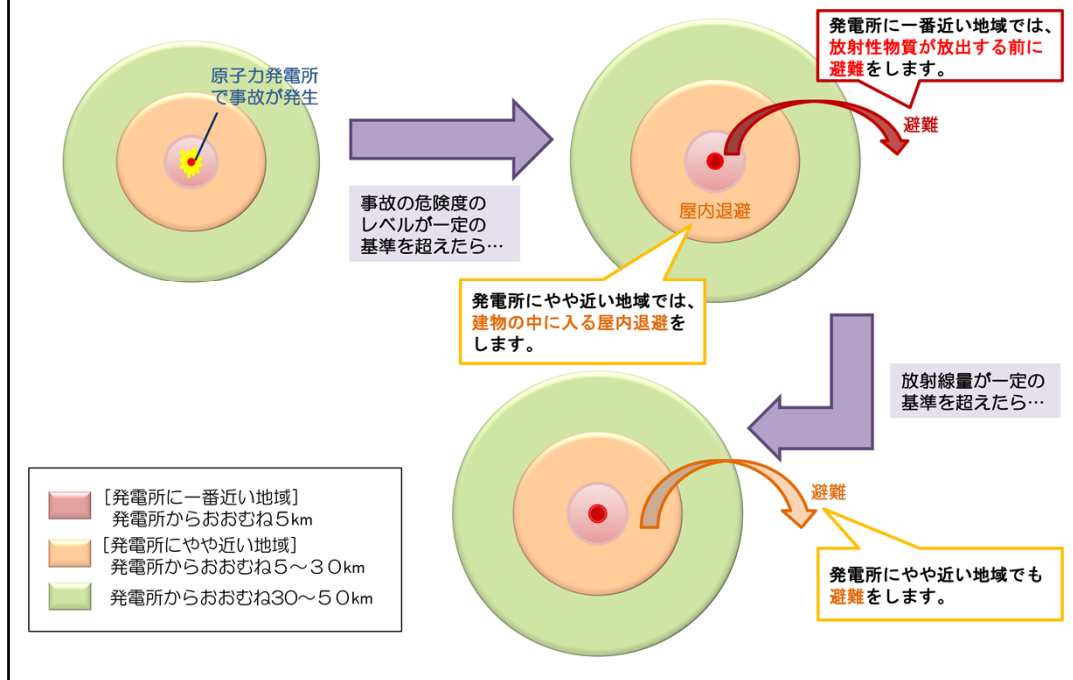 原子力発電所
で事故が発生
事故の危険度の
レベルが一定の
基準を超えたら…
発電所に一番近い地域では、
放射性物質が放出する前に
避難をします。
避難
屋内退避
発電所にやや近い地域では、
建物の中に入る屋内退避を
します。
放射線量が一定の
基準を超えたら…
避難
発電所にやや近い地域でも
避難をします。
[発電所に一番近い地域]
発電所からおおむね5km
[発電所にやや近い地域]
発電所からおおむね5～30km
発電所からおおむね30～50km